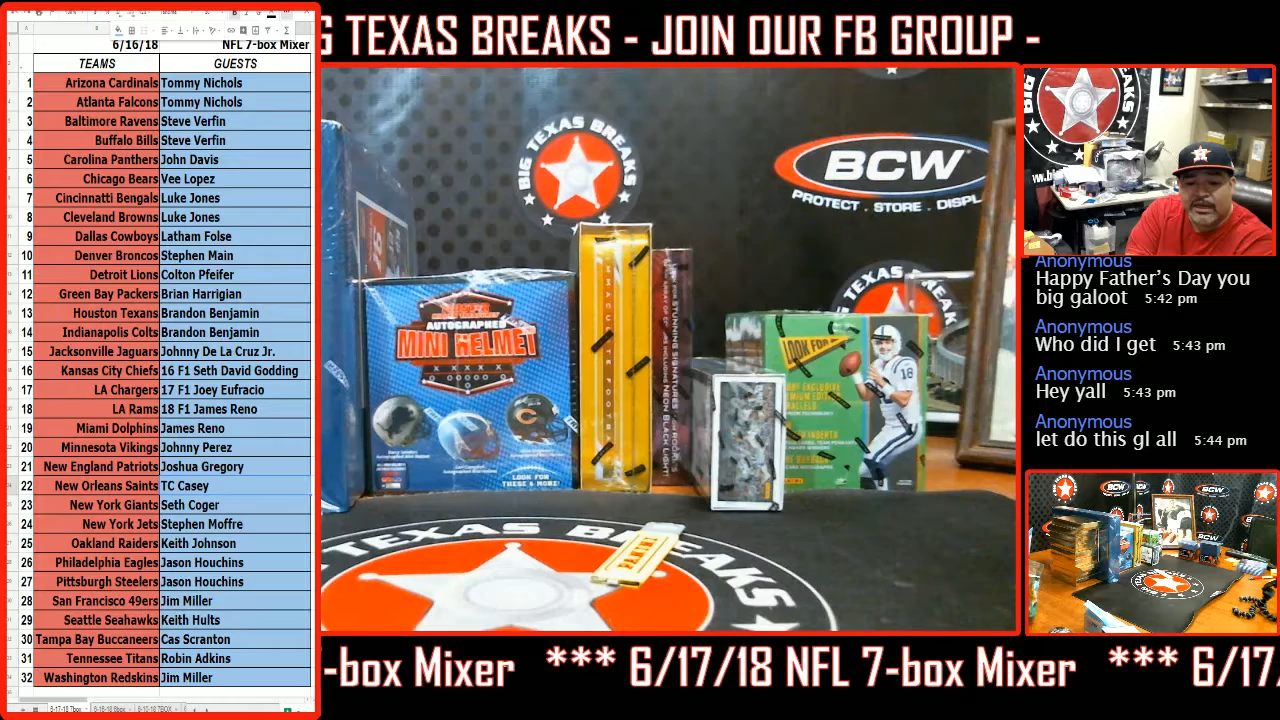 G TEXAS BREAKS - JOIN OUR FB GROUP -
6/16/18 NFL 7-box Mixer
TEAMS GUESTS
1 Arizona Cardinals Tommy Nichols
2 Atlanta Falcons Tommy Nichols
3 Baltimore Ravens Steve Verfin
4 Buffalo Bills Steve Verfin
5 Carolina Panthers John Davis
6 Chicago Bears Vee Lopez
7 Cincinnatti Bengals Luke Jones
8 Cleveland Browns Luke Jones
9 Dallas Cowboys Latham Folse
10 Denver Broncos Stephen Main
11 Detroit Lions Colton Pfeifer
12 Green Bay Packers Brian Harrigian
13 Houston Texans Brandon Benjamin
14 Indianapolis Colts Brandon Benjamin
15 Jacksonville Jaguars Johnny De La Cruz Jr.
16 Kansas City Chiefs 16 F1 Seth David Godding
17 LA Chargers 17 F1 Joey Eufracio
18 LA Rams 18 F1 James Reno
19 Miami Dolphins James Reno
20 Minnesota Vikings Johnny Perez
21 New England Patriots Joshua Gregory
22 New Orleans Saints TC Casey
23 New York Giants Seth Coger
24 New York Jets Stephen Moffre
25 Oakland Raiders Keith Johnson
26 Philadelphia Eagles Jason Houchins
27 Pittsburgh Steelers Jason Houchins
28 San Francisco 49ers Jim Miller
29 Seattle Seahawks Keith Hults
30 Tampa Bay Buccaneers Cas Scranton
31 Tennessee Titans Robin Adkins
32 Washington Redskins Jim Miller
BIG TEXAS BREAKS
BCW
PROTECT . STORE . DISPL
AUTOGRAPHED
MINI HELMET
LOOK FOR
THESE & MORE!
LOOK FOR
18
BIG TEXAS BREAKS
Anonymous
Happy Father's Day you
big galoot 5:42 pm
Anonymous
Who did I get 5:43 pm
Anonymous
Hey yall 5:43 pm
Anonymous
let do this gl all 5:44 pm
BCW
BCW
-box Mixer *** 6/17/18 NFL 7-box Mixer *** 6/17/